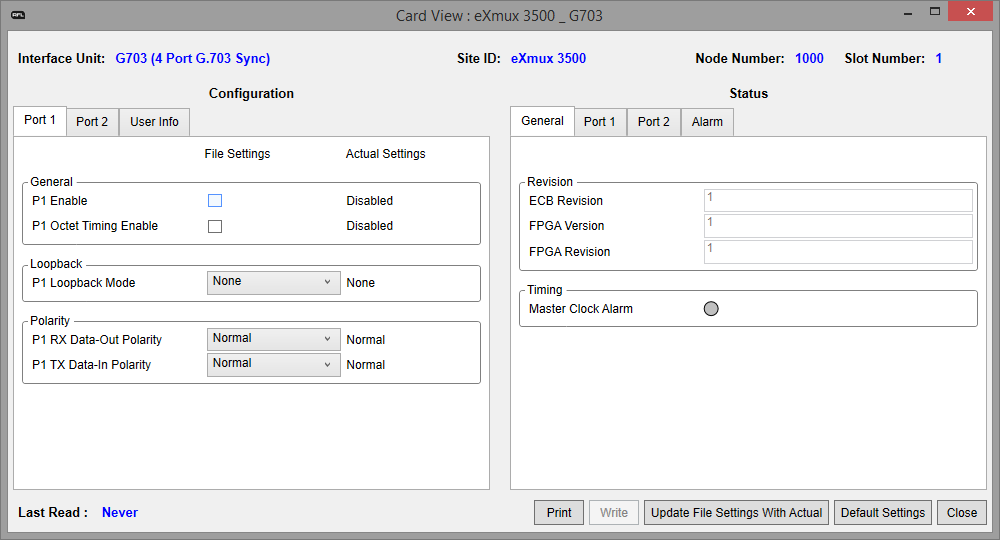 AFL
Card View : eXmux 3500 _ G703
Interface Unit: G703 (4 Port G.703 Sync) Site ID: eXmux 3500 Node Number: 1000 Slot Number: 1
Configuration
Port 1 Port 2 User Info
File Settings Actual Settings
General
P1 Enable Disabled
P1 Octet Timing Enable Disabled
Loopback
P1 Loopback Mode None None
Polarity
P1 RX Data-Out Polarity Normal Normal
P1 TX Data-In Polarity Normal Normal
Status
General Port 1 Port 2 Alarm
Revision
ECB Revision 1
FPGA Version 1
FPGA Revision 1
Timing
Master Clock Alarm
Last Read : Never
Print Write Update File Settings With Actual Default Settings Close